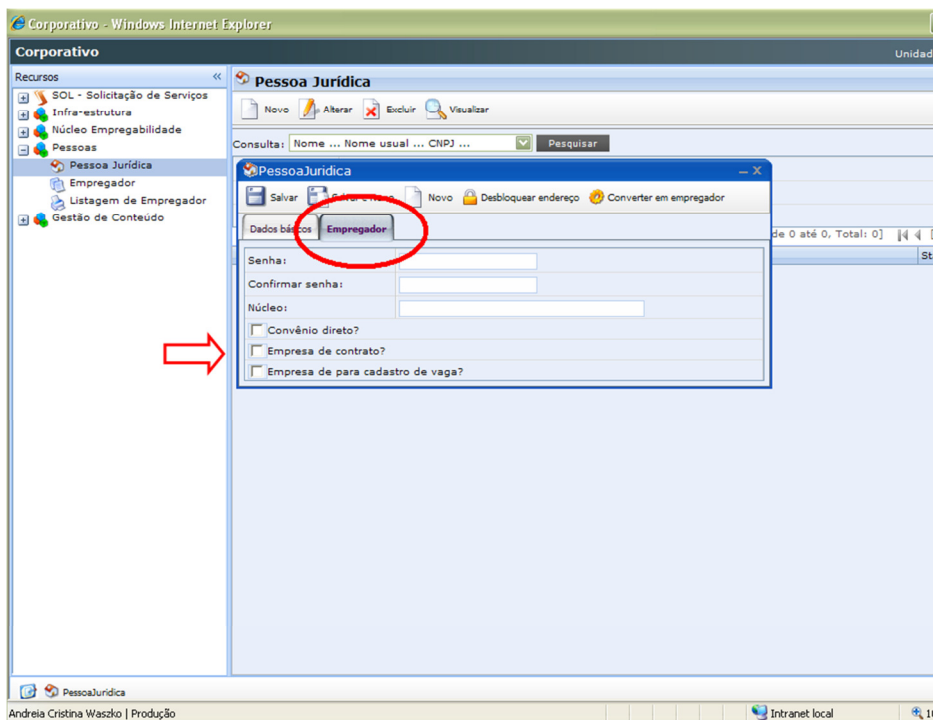 Corporativo - Windows Internet Explorer
Corporativo
Unidad
Recursos
SOL - Solicitação de Serviços
Infra-estrutura
Núcleo Empregabilidade
Pessoas
Pessoa Jurídica
Empregador
Listagem de Empregador
Gestão de Conteúdo
Pessoa Jurídica
Novo Alterar Excluir Visualizar
Consulta: Nome ... Nome usual ... CNPJ ... Pesquisar
PessoaJuridica
Salvar Salvar e Novo Novo Desbloquear endereço Converter em empregador
Dados básicos Empregador
de 0 até 0, Total: 0]
St
Senha:
Confirmar senha:
Núcleo:
Convênio direto?
Empresa de contrato?
Empresa de para cadastro de vaga?
PessoaJuridica
Andreia Cristina Waszko | Produção
Intranet local